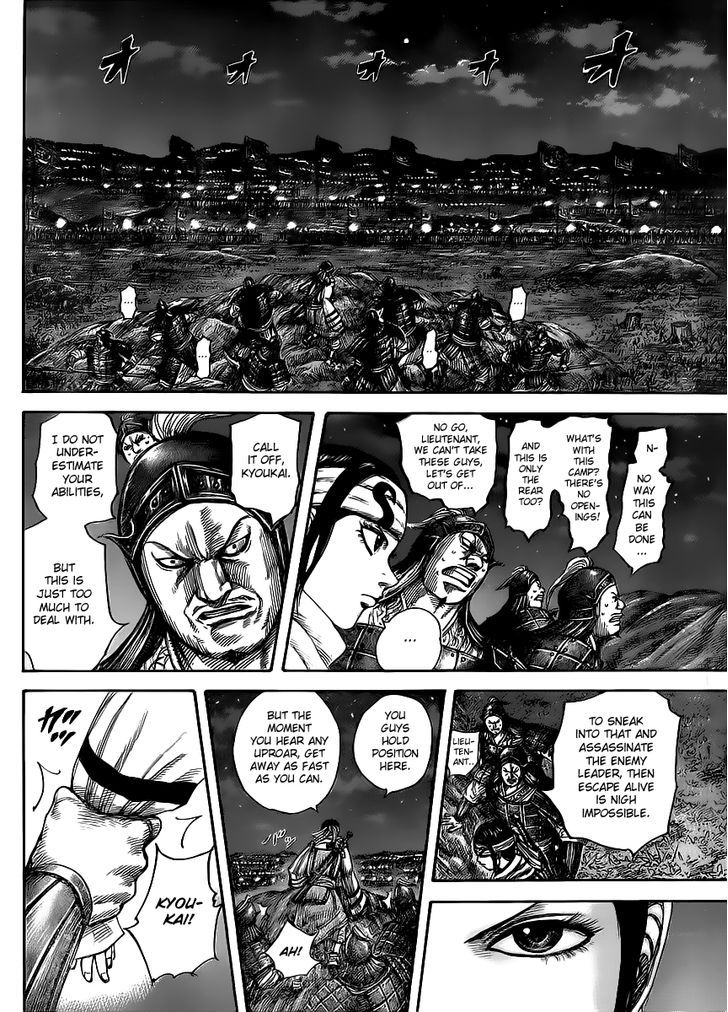 オ オ オ オ オ
...
...
...
...
N-
NO
WAY THIS
CAN BE
DONE
...
WHAT'S
WITH
THIS
CAMP?
THERE'S
NO
OPEN-
INGS!
AND
THIS IS
ONLY
THE
REAR
TOO?
NO GO,
LIEUTENANT,
WE CAN'T TAKE
THESE GUYS,
LET'S GET
OUT OF...
...
CALL
IT OFF,
KYOUKAI.
I DO NOT
UNDER-
ESTIMATE
YOUR
ABILITIES,
BUT
THIS IS
JUST TOO
MUCH TO
DEAL WITH.
TO SNEAK
INTO THAT AND
ASSASSINATE
THE ENEMY
LEADER, THEN
ESCAPE ALIVE
IS NIGH
IMPOSSIBLE.
LIEU-
TEN-
ANT..
YOU
GUYS
HOLD
POSITION
HERE.
BUT THE
MOMENT
YOU HEAR ANY
UPROAR, GET
AWAY AS FAST
AS YOU CAN.
バッ
AH!
ガッ
KYOU-
KAI!